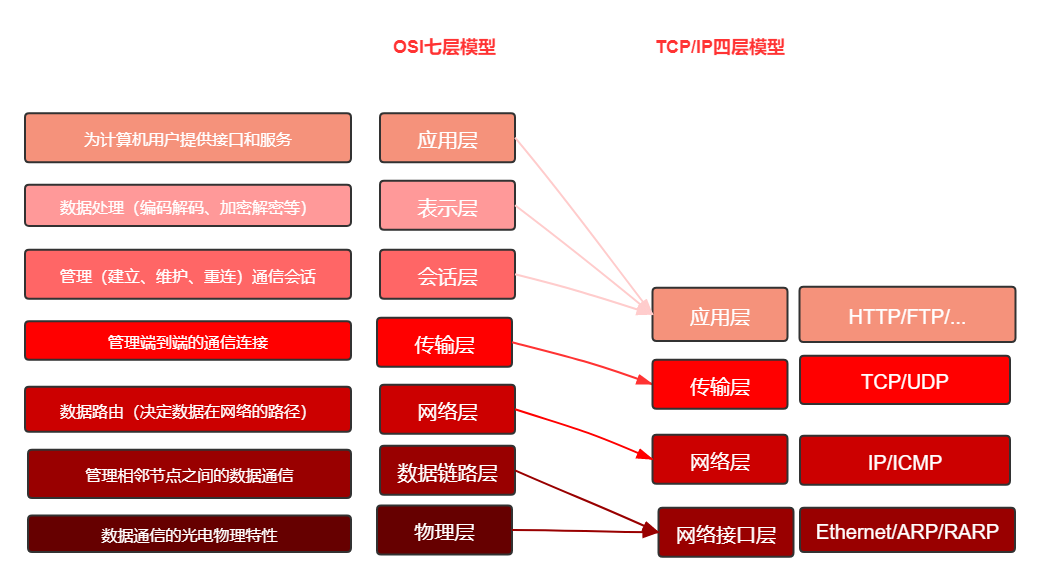 OSI七层模型
TCP/IP四层模型
为计算机用户提供接口和服务
应用层
数据处理（编码解码、加密解密等）
表示层
管理（建立、维护、重连）通信会话
会话层
应用层
HTTP/FTP/...
管理端到端的通信连接
传输层
传输层
TCP/UDP
数据路由（决定数据在网络的路径）
网络层
网络层
IP/ICMP
管理相邻节点之间的数据通信
数据链路层
数据通信的光电物理特性
物理层
网络接口层
Ethernet/ARP/RARP